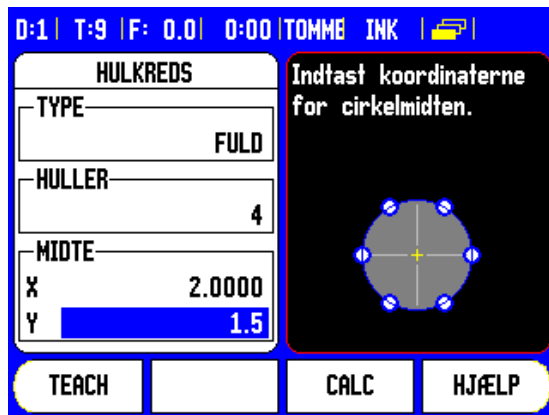 D:1| T:9 |F: 0.0| 0:00 |TOMME INK |
HULKREDS
TYPE
FULD
HULLER
4
MIDTE
X 2.0000
Y 1.5
Indtast koordinaterne
for cirkelmidten.
TEACH CALC HJÆLP